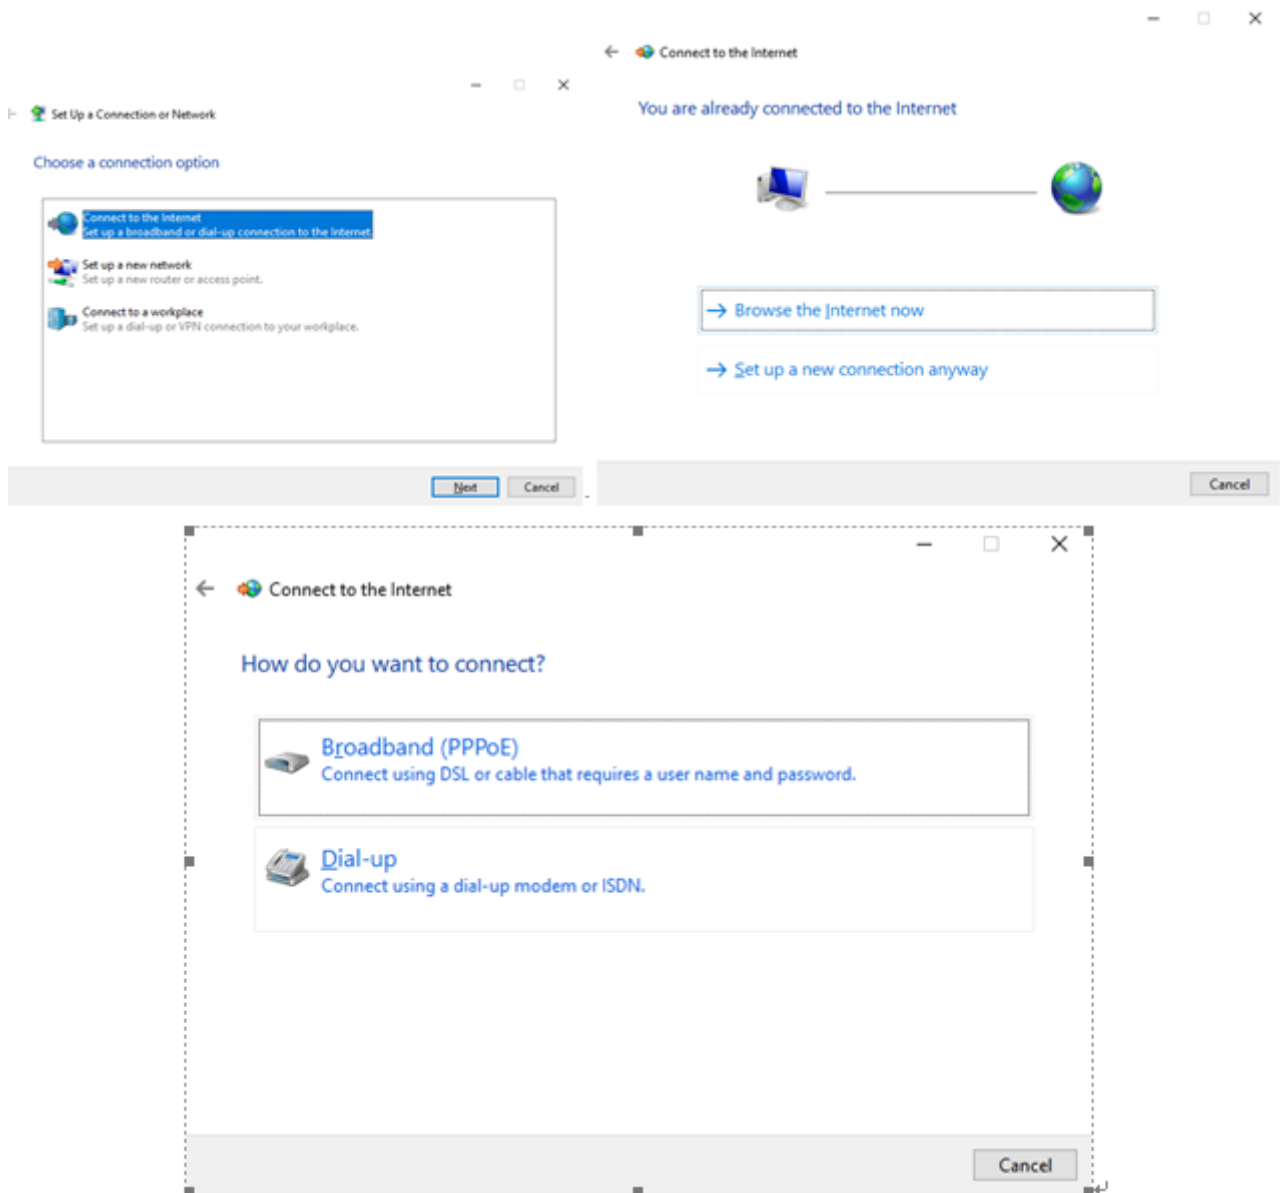 Set Up a Connection or Network
Choose a connection option
Connect to the Internet
Set up a broadband or dial-up connection to the Internet.
Set up a new network
Set up a new router or access point.
Connect to a workplace
Set up a dial-up or VPN connection to your workplace.
Next
Cancel
Connect to the Internet
You are already connected to the Internet
Browse the Internet now
Set up a new connection anyway
Cancel
Connect to the Internet
How do you want to connect?
Broadband (PPPoE)
Connect using DSL or cable that requires a user name and password.
Dial-up
Connect using a dial-up modem or ISDN.
Cancel